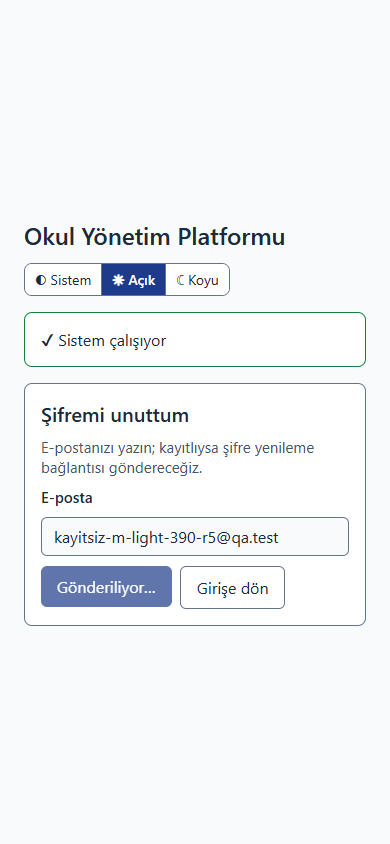 Okul Yönetim Platformu
◐ Sistem ☀ Açık ☾ Koyu
✓ Sistem çalışıyor
Şifremi unuttum
E-postanızı yazın; kayıtlıysa şifre yenileme
bağlantısı göndereceğiz.
E-posta
kayitsiz-m-light-390-r5@qa.test
Gönderiliyor... Girişe dön